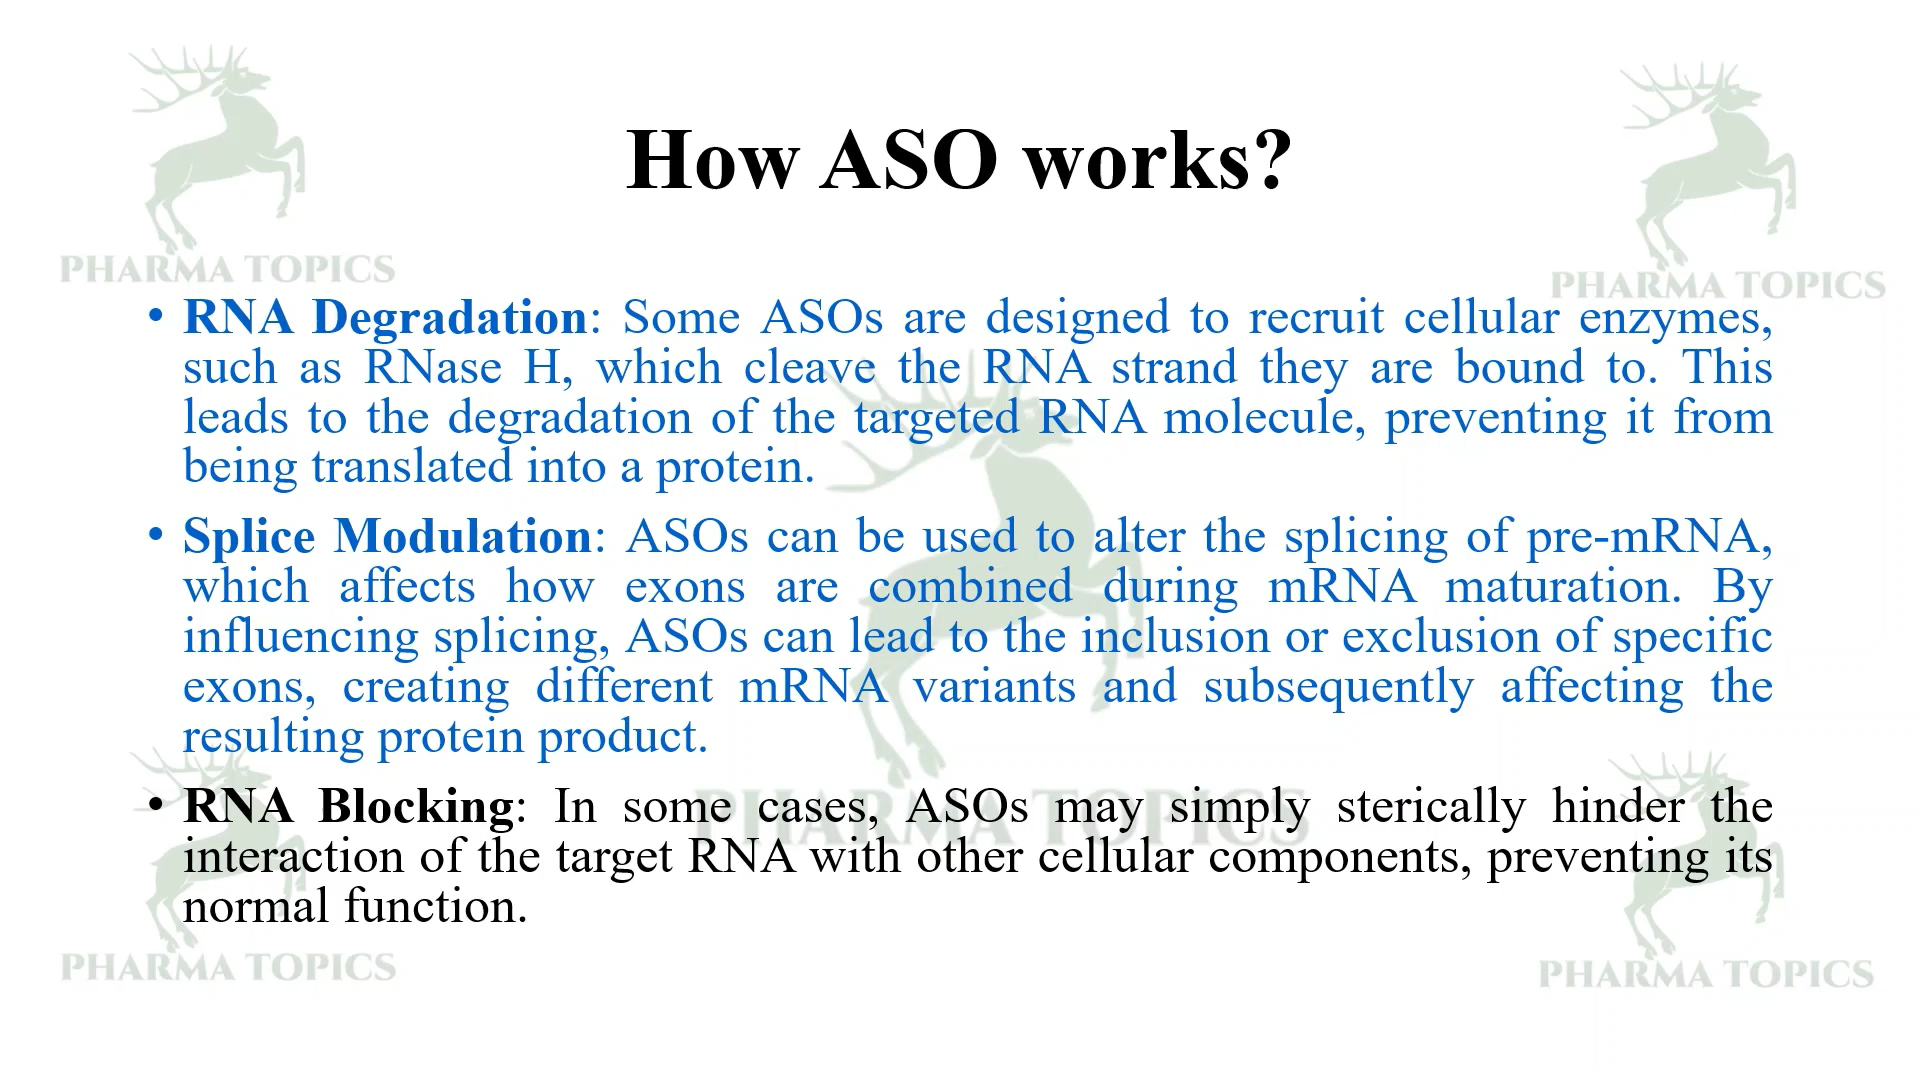 How ASO works?
PHARMA TOPICS
PHARMA TOPICS
• RNA Degradation: Some ASOs are designed to recruit cellular enzymes,
such as RNase H, which cleave the RNA strand they are bound to. This
leads to the degradation of the targeted RNA molecule, preventing it from
being translated into a protein.
• Splice Modulation: ASOs can be used to alter the splicing of pre-mRNA,
which affects how exons are combined during mRNA maturation. By
influencing splicing, ASOs can lead to the inclusion or exclusion of specific
exons, creating different mRNA variants and subsequently affecting the
resulting protein product.
• RNA Blocking: In some cases, ASOs may simply sterically hinder the
PHARMA TOPICS
interaction of the target RNA with other cellular components, preventing its
normal function.
PHARMA TOPICS
PHARMA TOPICS